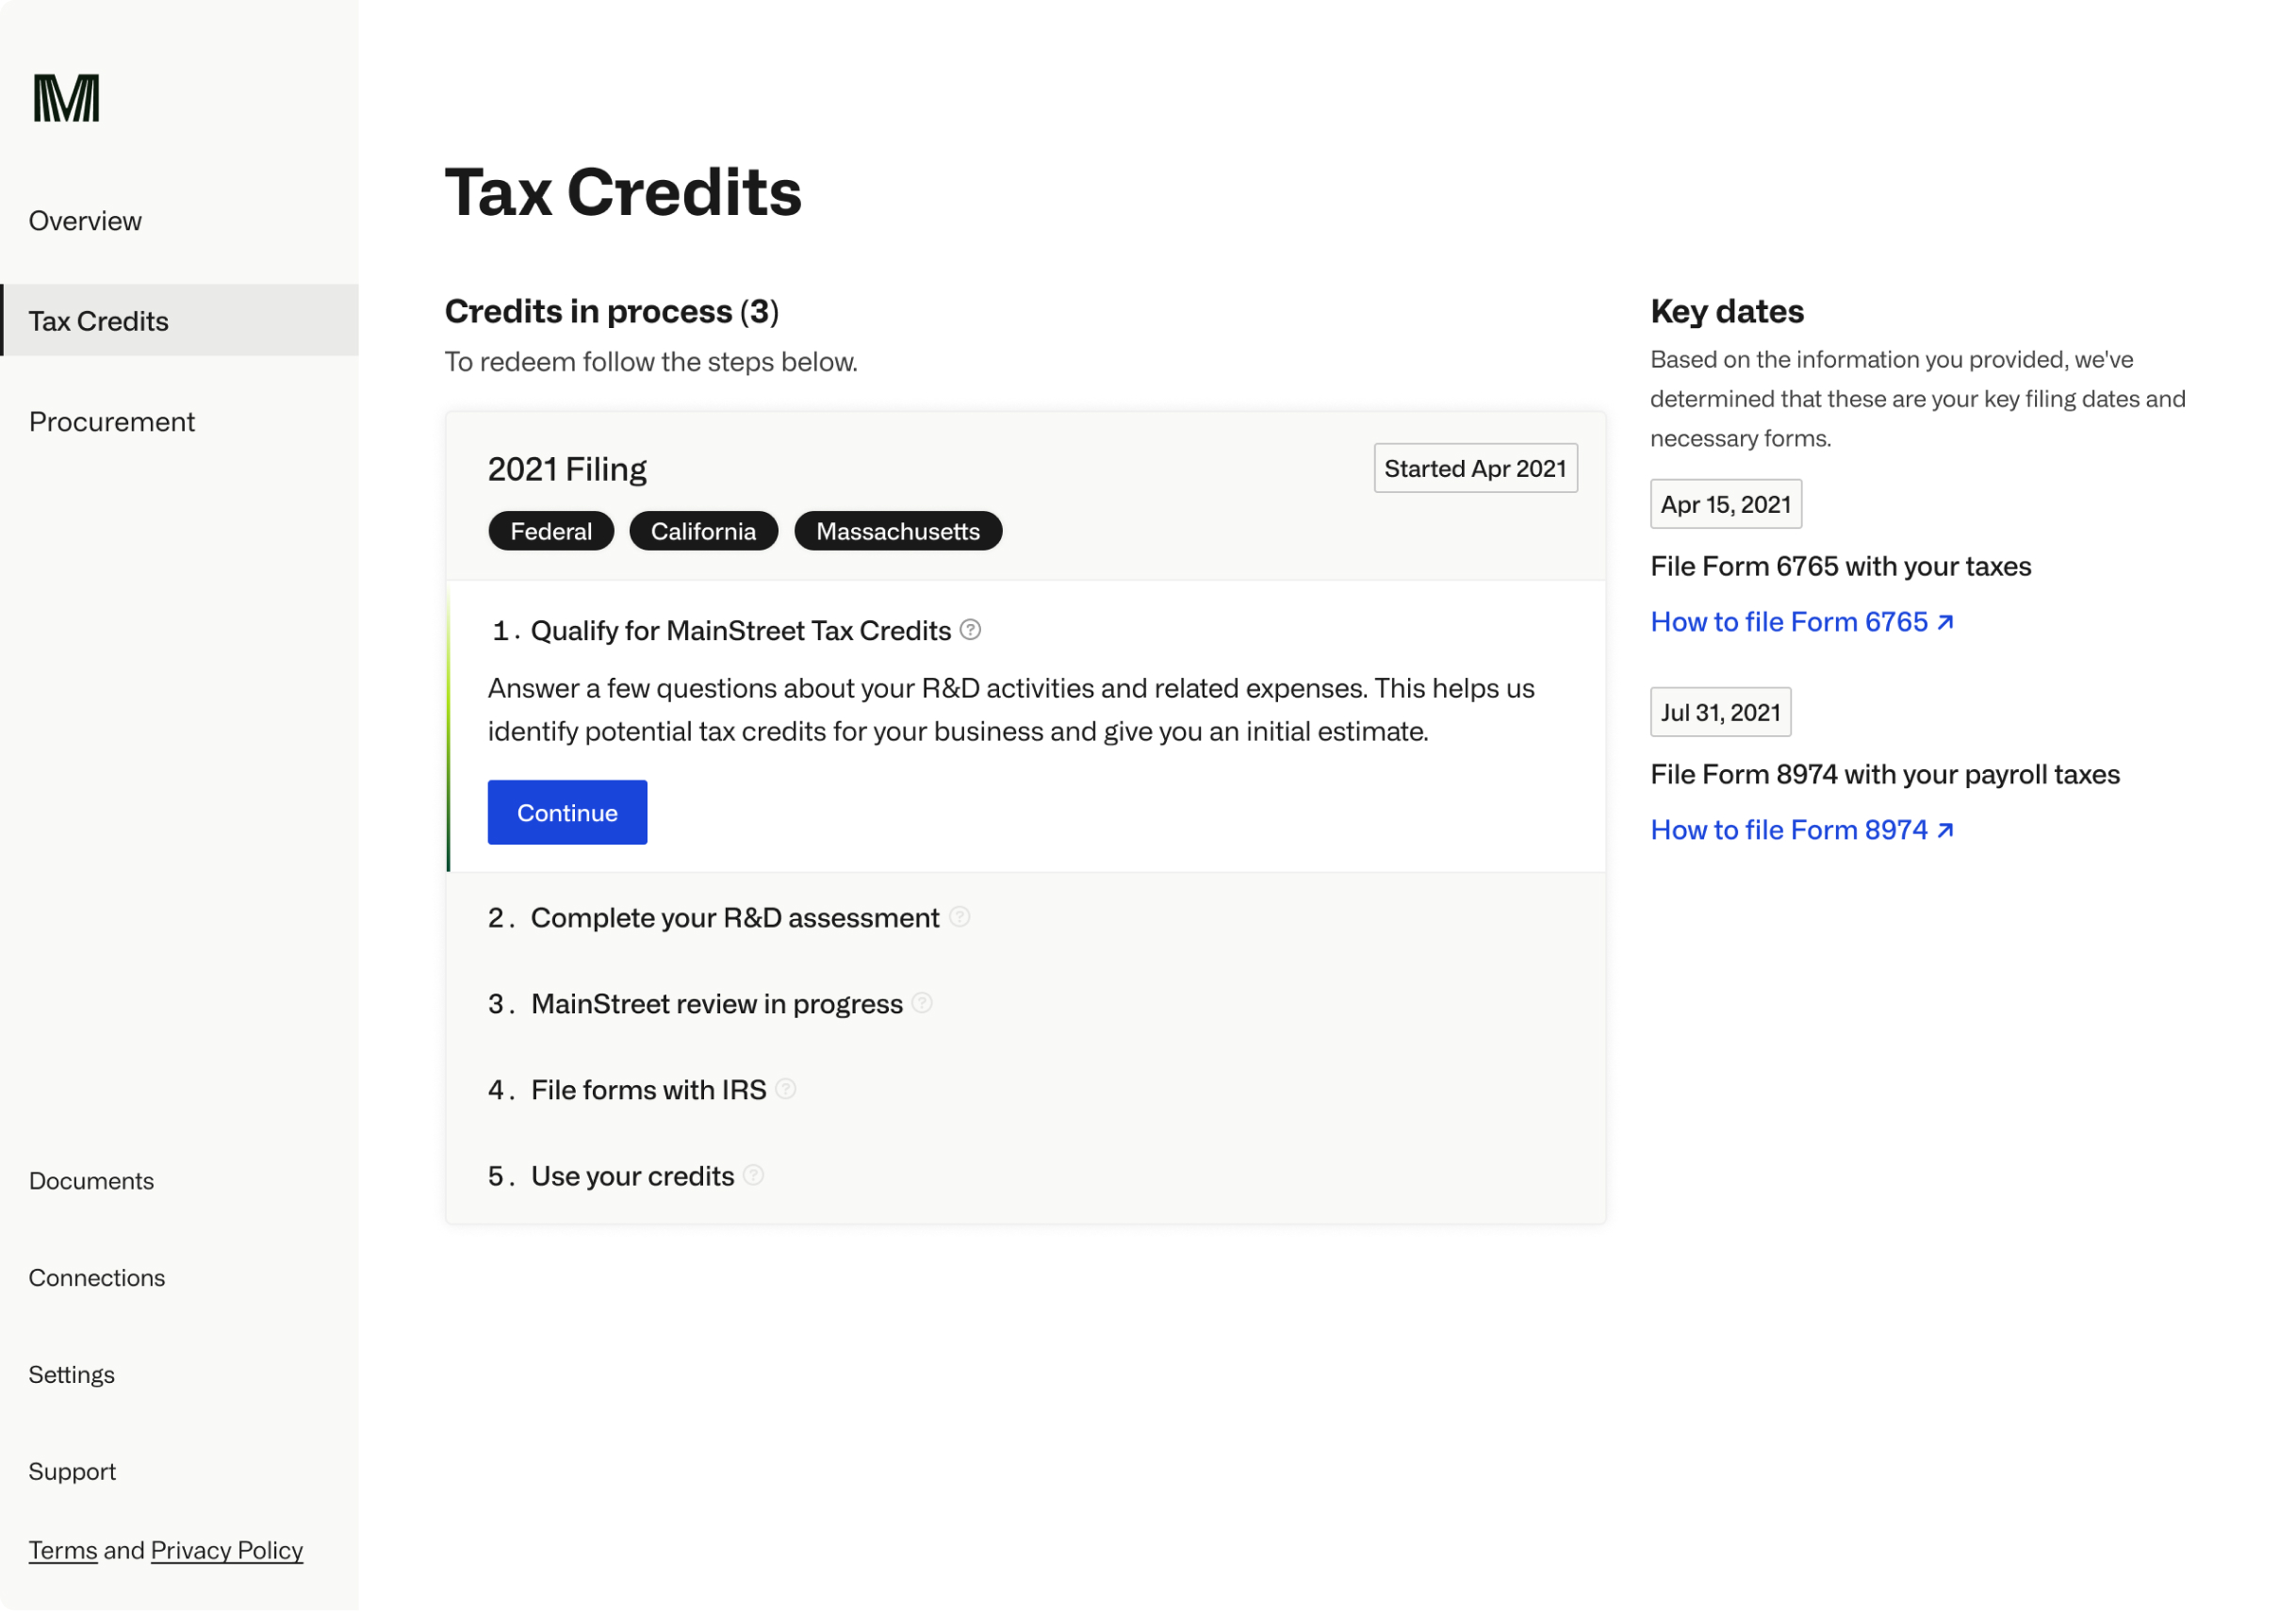 M
Overview
Tax Credits
Procurement
Documents
Connections
Settings
Support
Terms and Privacy Policy
Tax Credits
Credits in process (3)
To redeem follow the steps below.
2021 Filing
Started Apr 2021
Federal California Massachusetts
1. Qualify for MainStreet Tax Credits ?
Answer a few questions about your R&D activities and related expenses. This helps us
identify potential tax credits for your business and give you an initial estimate.
Continue
2. Complete your R&D assessment ?
3. MainStreet review in progress ?
4. File forms with IRS ?
5. Use your credits ?
Key dates
Based on the information you provided, we've
determined that these are your key filing dates and
necessary forms.
Apr 15, 2021
File Form 6765 with your taxes
How to file Form 6765
Jul 31, 2021
File Form 8974 with your payroll taxes
How to file Form 8974